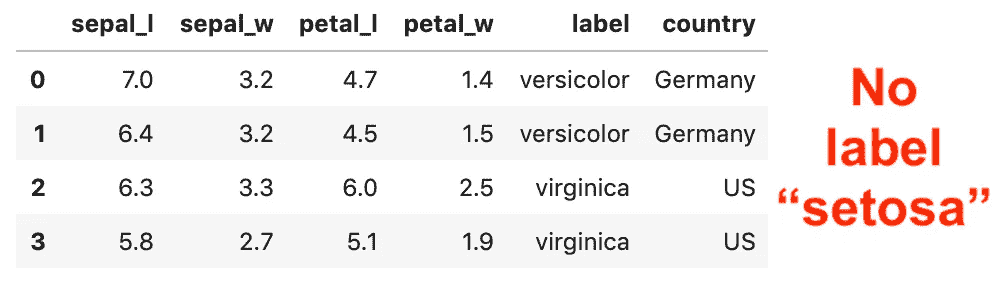 sepal_l sepal_w petal_l petal_w label country
0 7.0 3.2 4.7 1.4 versicolor Germany
1 6.4 3.2 4.5 1.5 versicolor Germany
2 6.3 3.3 6.0 2.5 virginica US
3 5.8 2.7 5.1 1.9 virginica US
No
label
“setosa”